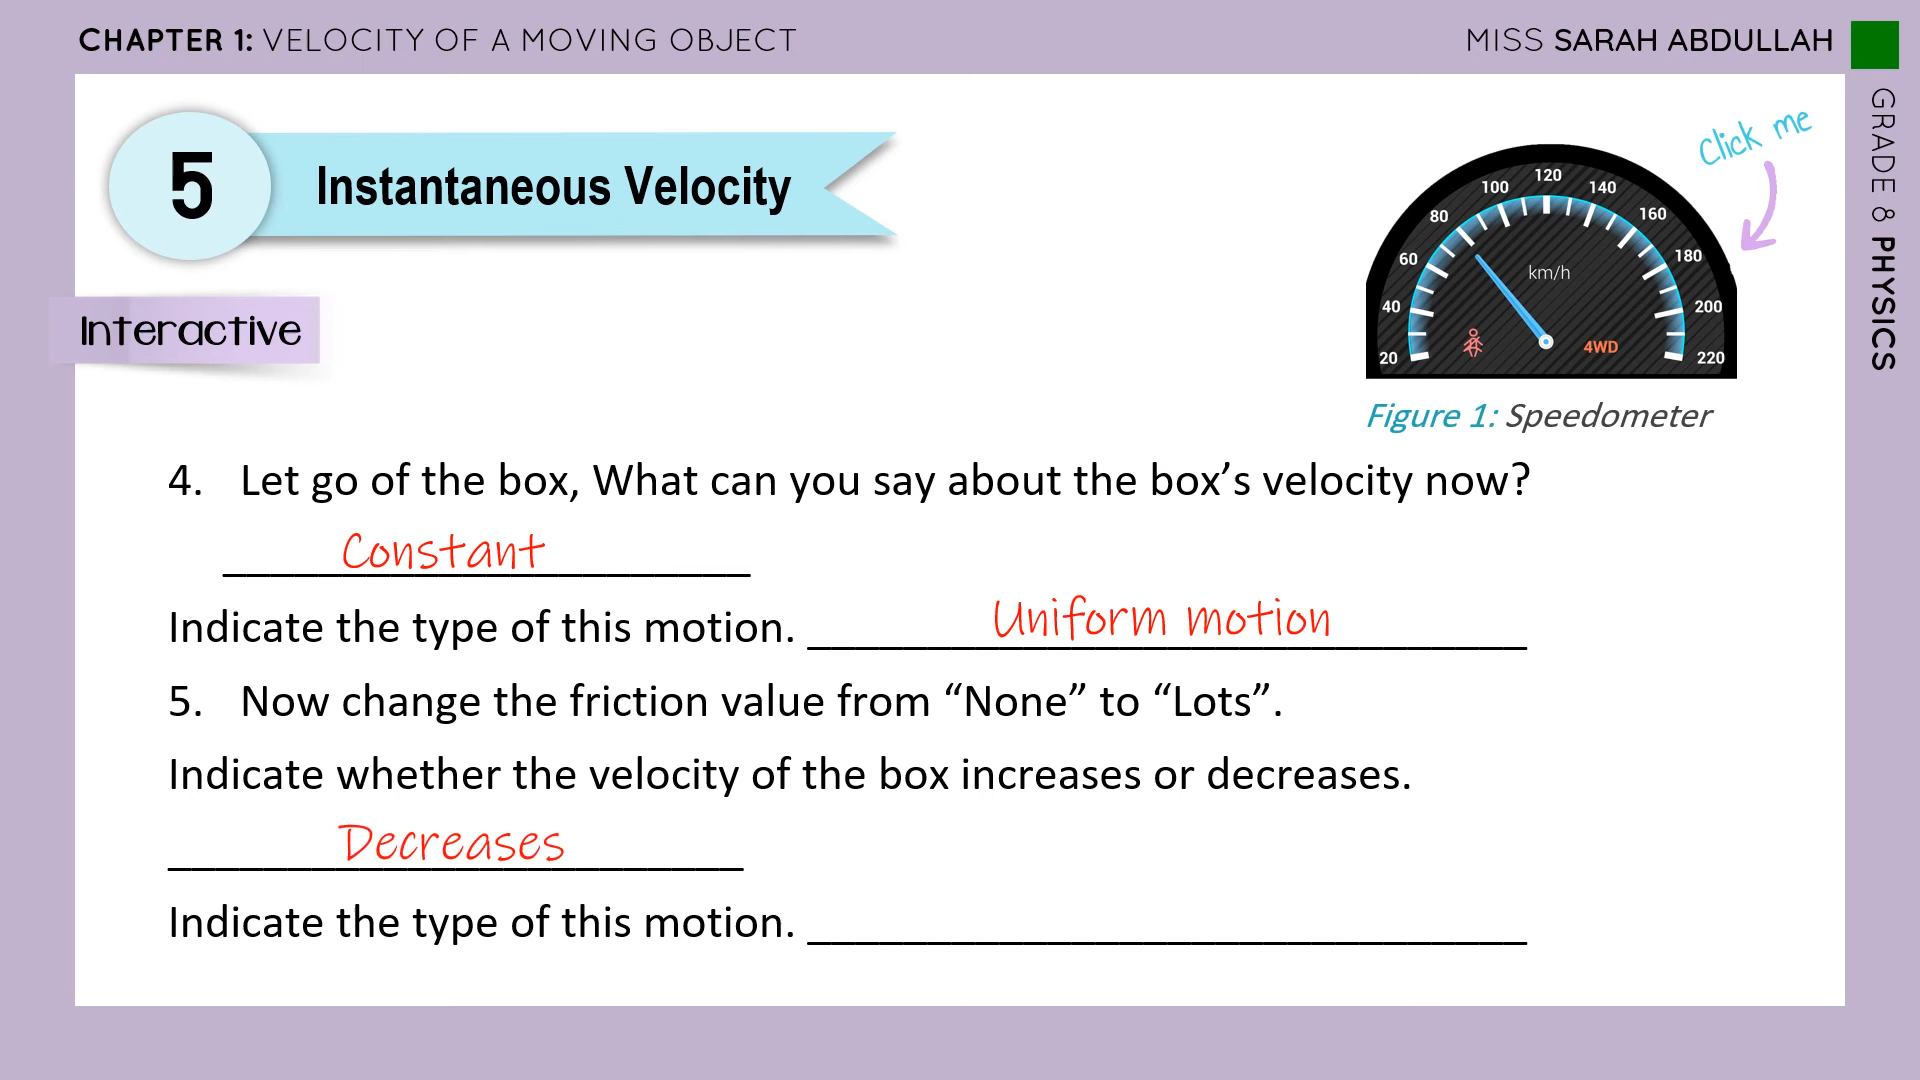 CHAPTER 1: VELOCITY OF A MOVING OBJECT
MISS SARAH ABDULLAH
GRADE 8 PHYSICS
5
Instantaneous Velocity
Click me
Interactive
20
40
60
80
100
120
140
160
180
200
220
km/h
4WD
Figure 1: Speedometer
4. Let go of the box, What can you say about the box’s velocity now?
Constant
Indicate the type of this motion. Uniform motion
5. Now change the friction value from “None” to “Lots”.
Indicate whether the velocity of the box increases or decreases.
Decreases
Indicate the type of this motion.